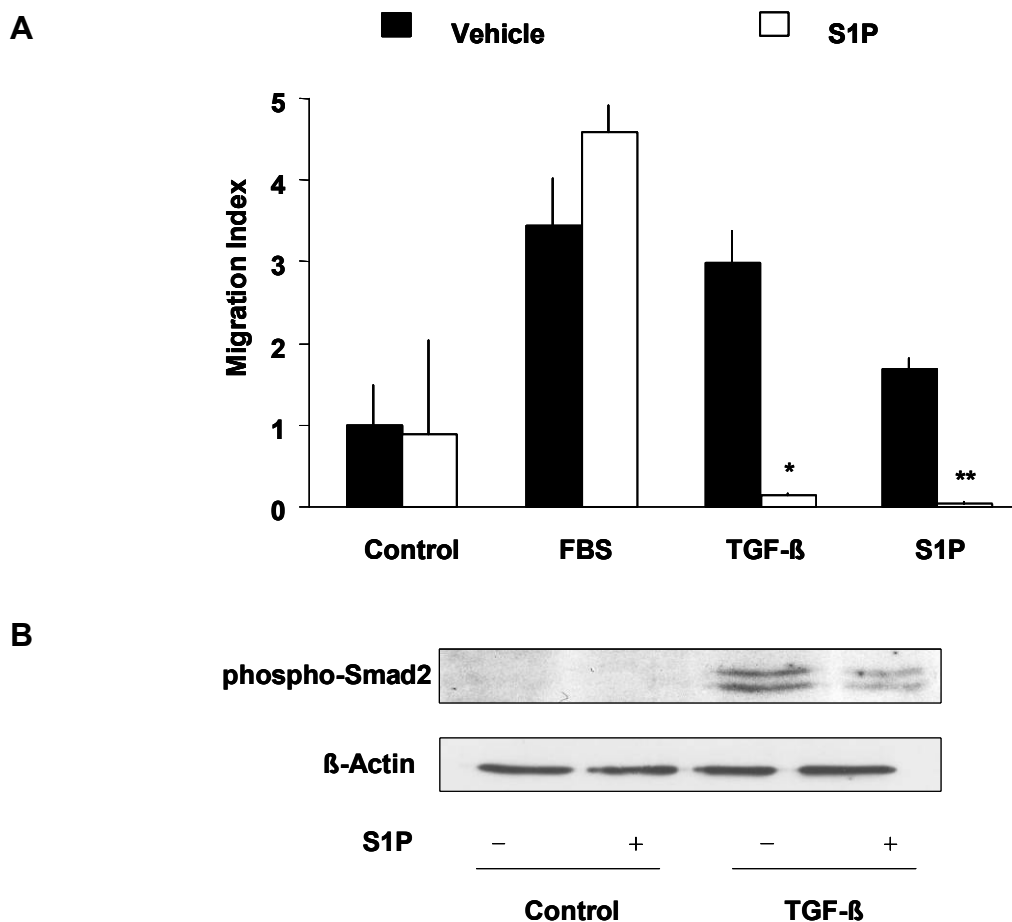 A
Vehicle S1P
5
4
3
2
1
0
Migration Index
*
**
Control FBS TGF-ß S1P
B
phospho-Smad2
ß-Actin
S1P − + − +
Control TGF-ß